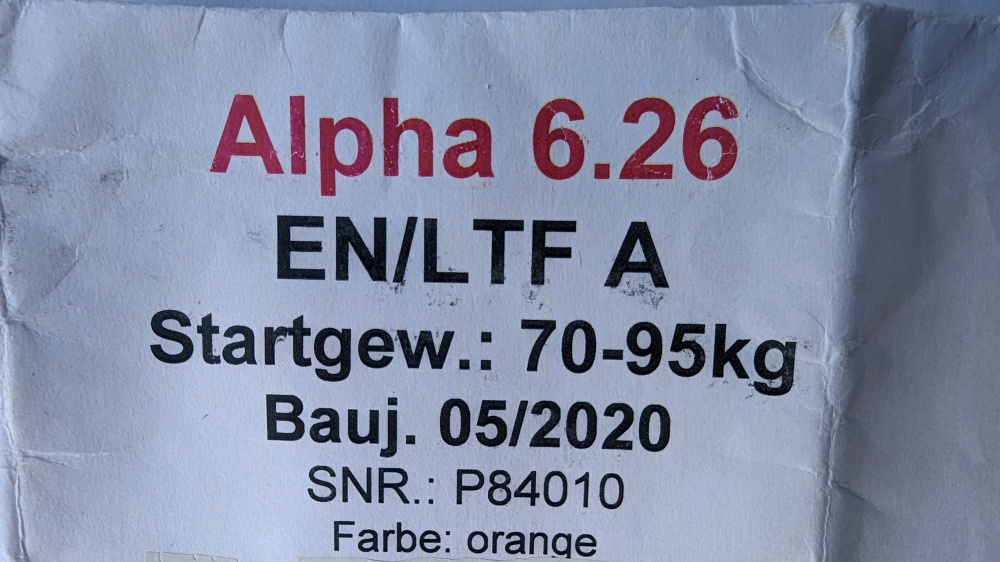 Alpha 6.26
EN/LTF A
Startgew.: 70-95kg
Bauj. 05/2020
SNR.: P84010
Farbe: orange